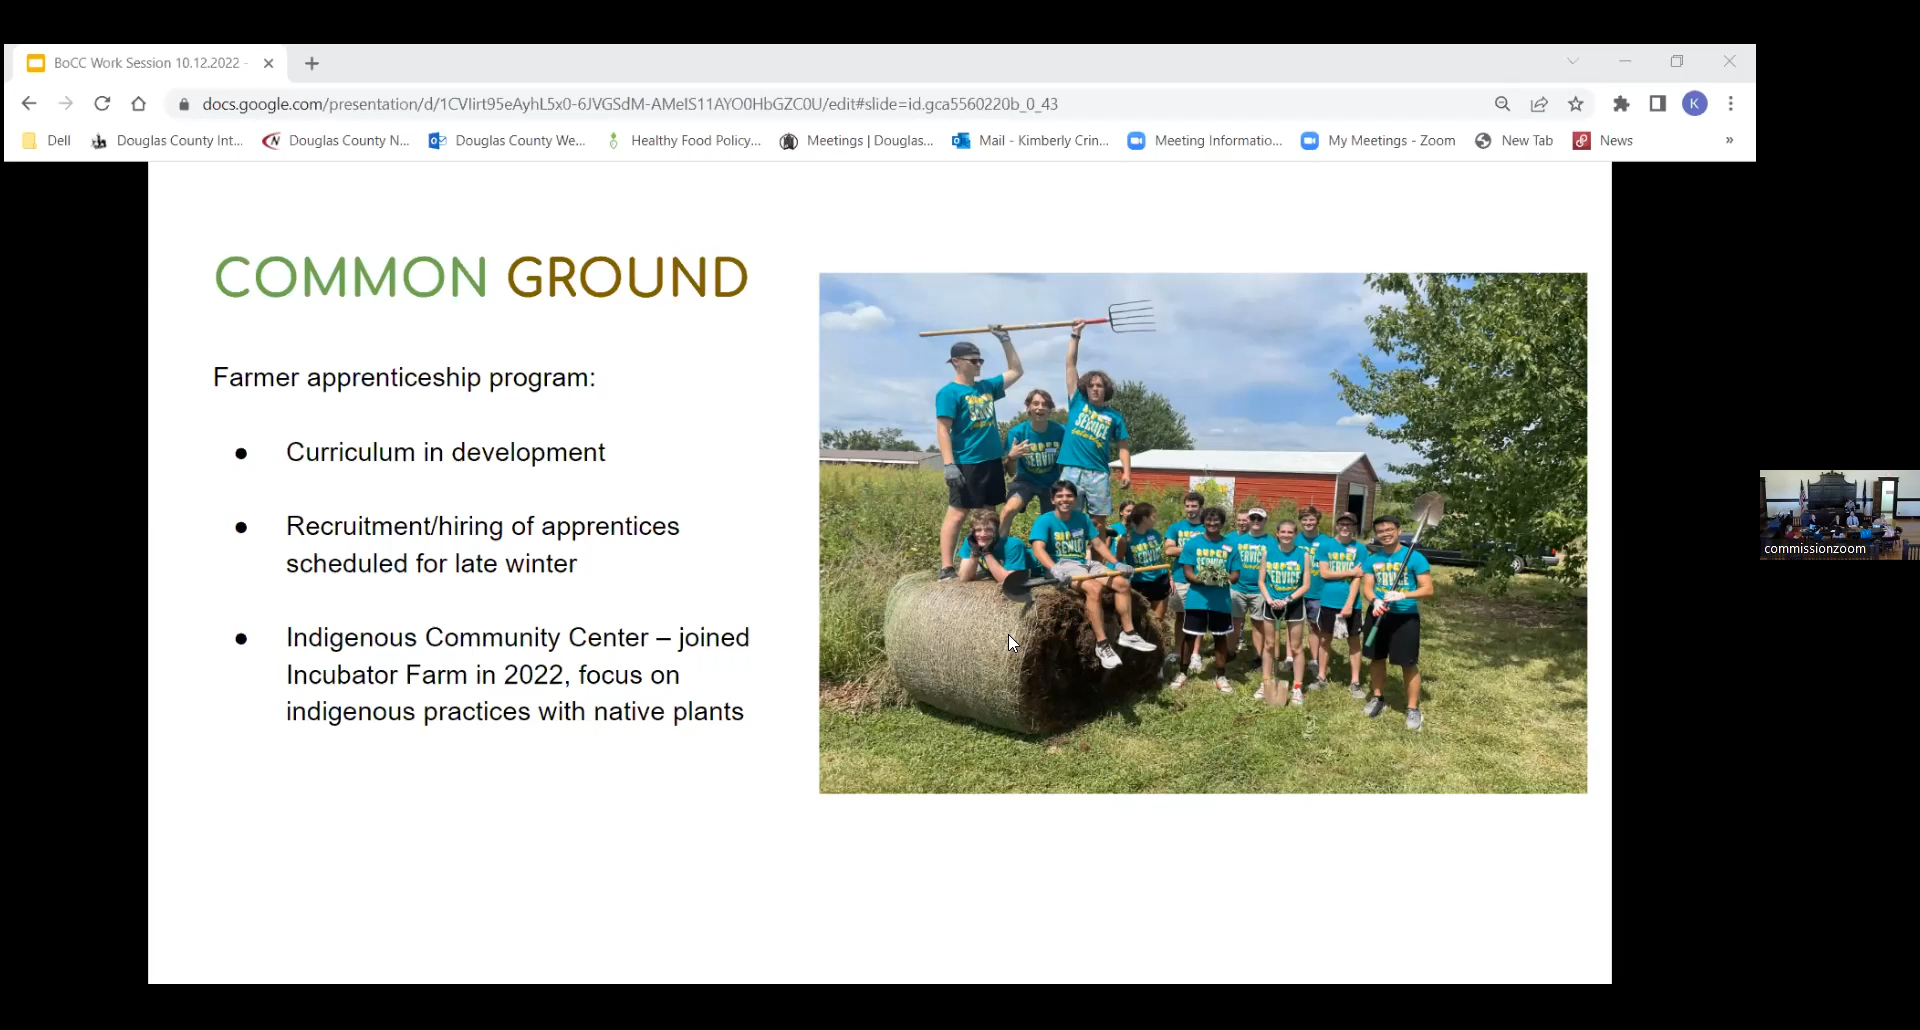 BoCC Work Session 10.12.2022 -
docs.google.com/presentation/d/1CVlirt95eAyhL5x0-6JVGSdM-AMeIS11AYO0HbGZC0U/edit#slide=id.gca5560220b_0_43
K
Dell
Douglas County Int...
Douglas County N...
Douglas County We...
Healthy Food Policy...
Meetings | Douglas...
Mail - Kimberly Crin...
Meeting Informatio...
My Meetings - Zoom
New Tab
News
»
COMMON GROUND
Farmer apprenticeship program:
● Curriculum in development
● Recruitment/hiring of apprentices
scheduled for late winter
● Indigenous Community Center – joined
Incubator Farm in 2022, focus on
indigenous practices with native plants
SUPER
SERVICE
commissionzoom